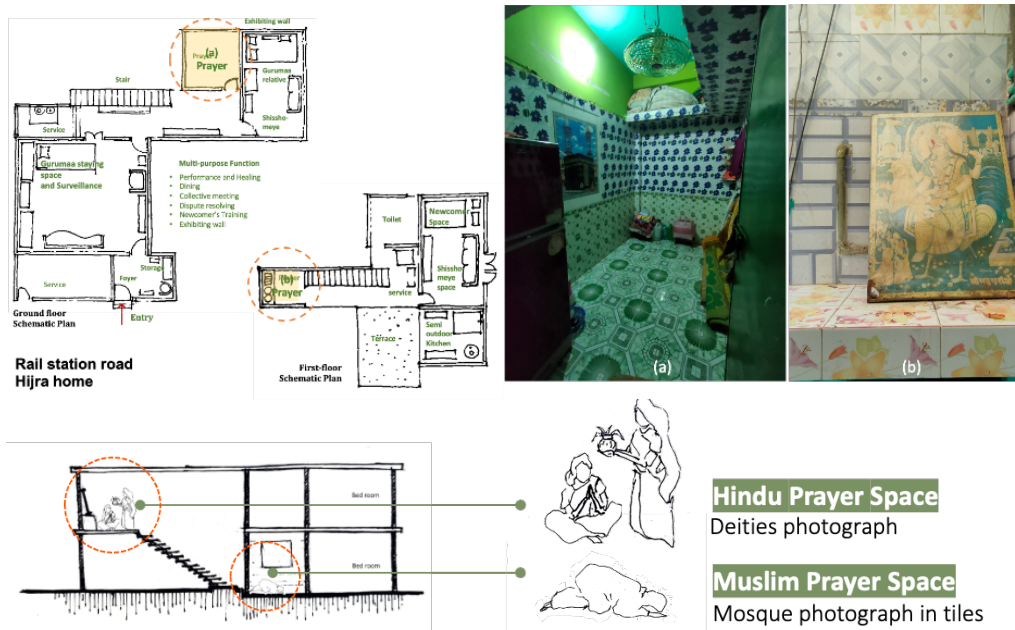 Exhibiting wall
(a)
Prayer
Prayer
Gurumaa
relative
Shissho-
meye
Stair
Service
Gurumaa staying
space
and Surveillance
Multi-purpose Function
• Performance and Healing
• Dining
• Collective meeting
• Dispute resolving
• Newcomer's Training
• Exhibiting wall
Storage
Foyer
Service
Ground floor
Schematic Plan
Entry
Rail station road
Hijra home
Toilet
Newcomer
Space
Shissho-
meye space
(b)
Prayer
service
Terrace
Semi
outdoor
Kitchen
First-floor
Schematic Plan
(a)
(b)
Bed room
Bed room
Hindu Prayer Space
Deities photograph
Muslim Prayer Space
Mosque photograph in tiles